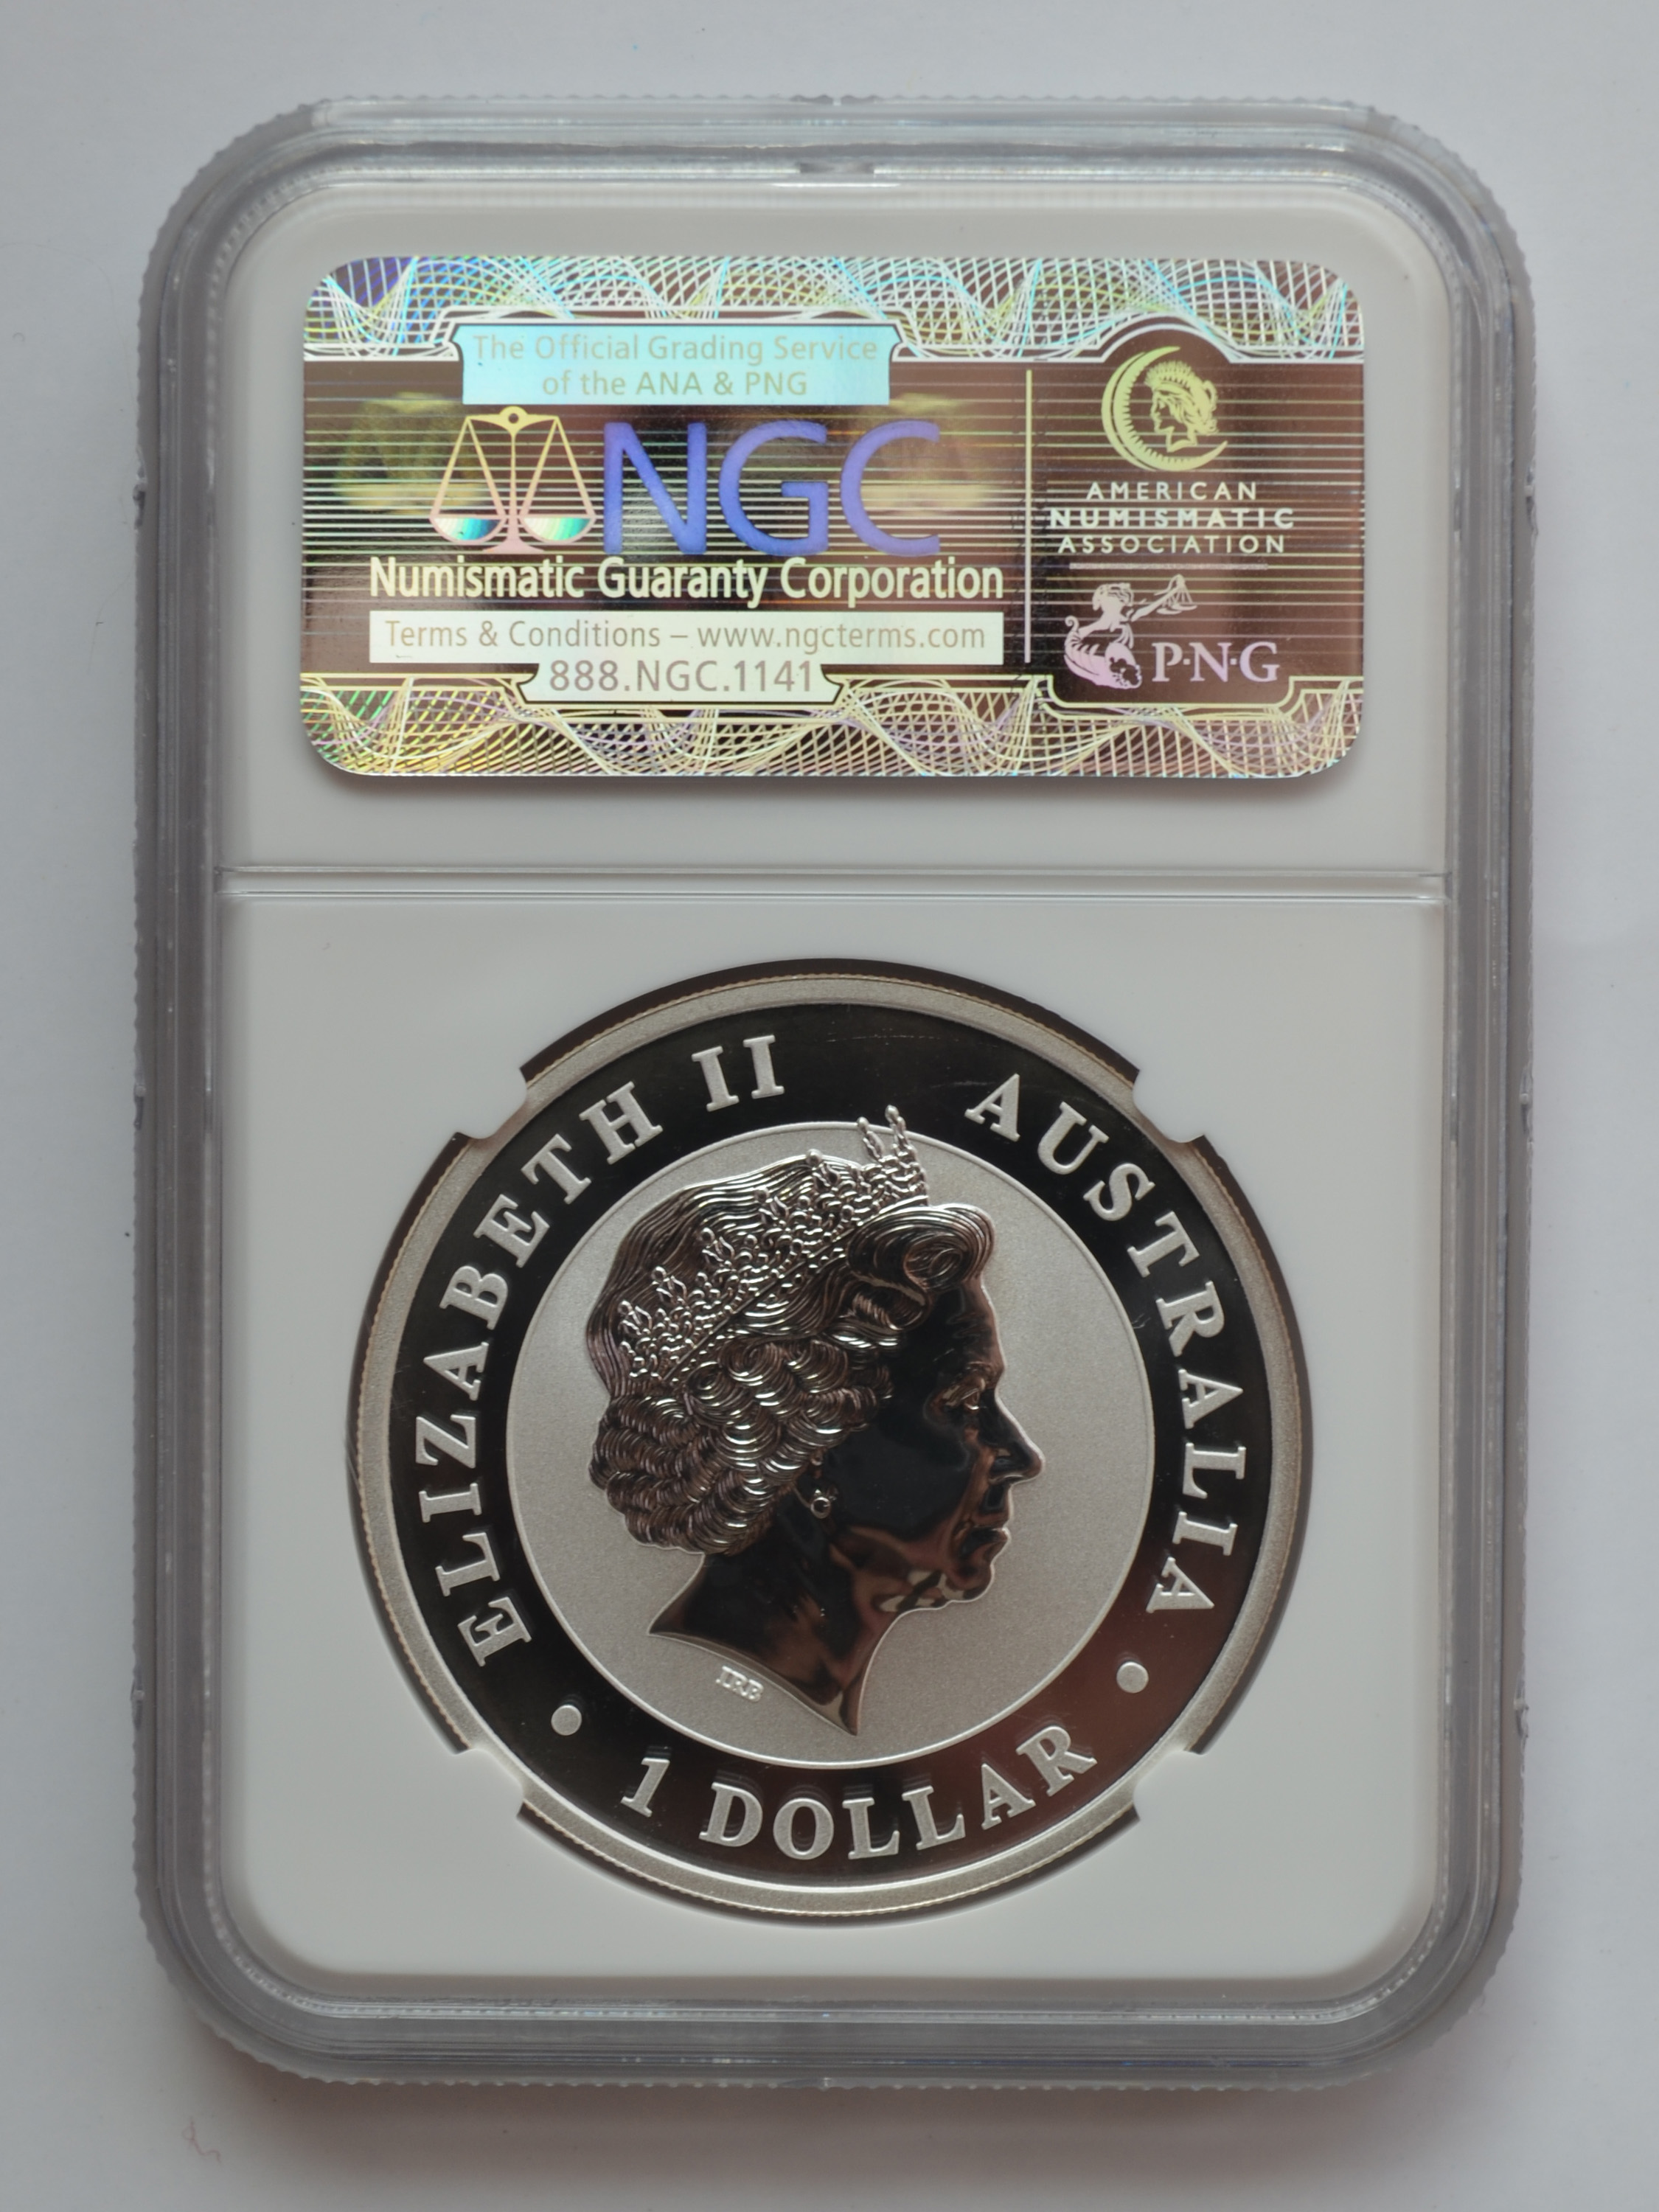 The Official Grading Service
of the ANA & PNG
NGC
Numismatic Guaranty Corporation
Terms & Conditions – www.ngcterms.com
888.NGC.1141
AMERICAN
NUMISMATIC
ASSOCIATION
P·N·G
ELIZABETH II
AUSTRALIA
1 DOLLAR
IRB